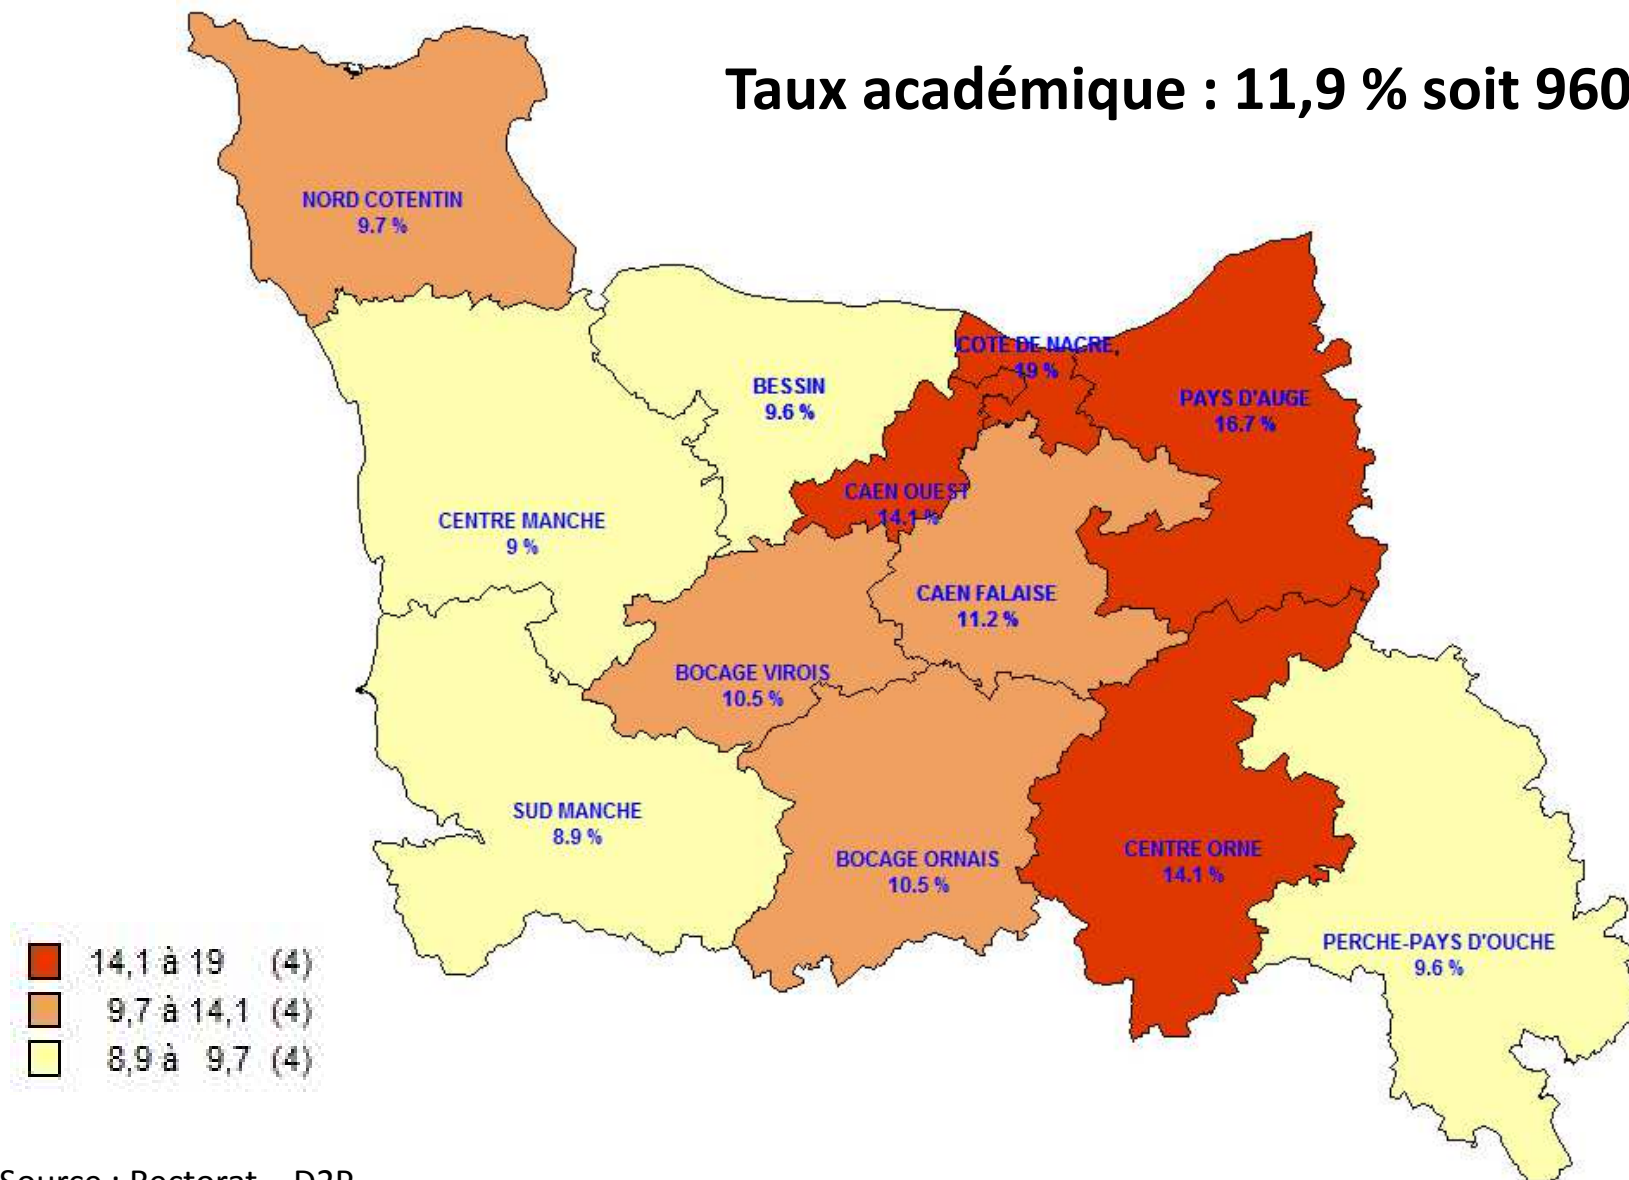 Taux académique : 11,9 % soit 960
NORD COTENTIN
9.7 %
COTE DE NACRE,
19 %
BESSIN
9.6 %
PAYS D'AUGE
16.7 %
CAEN OUEST
14.1 %
CENTRE MANCHE
9 %
CAEN FALAISE
11.2 %
BOCAGE VIROIS
10.5 %
SUD MANCHE
8.9 %
BOCAGE ORNAIS
10.5 %
CENTRE ORNE
14.1 %
PERCHE-PAYS D'OUCHE
9.6 %
14,1 à 19 (4)
9,7 à 14,1 (4)
8,9 à 9,7 (4)
Source : Rectorat